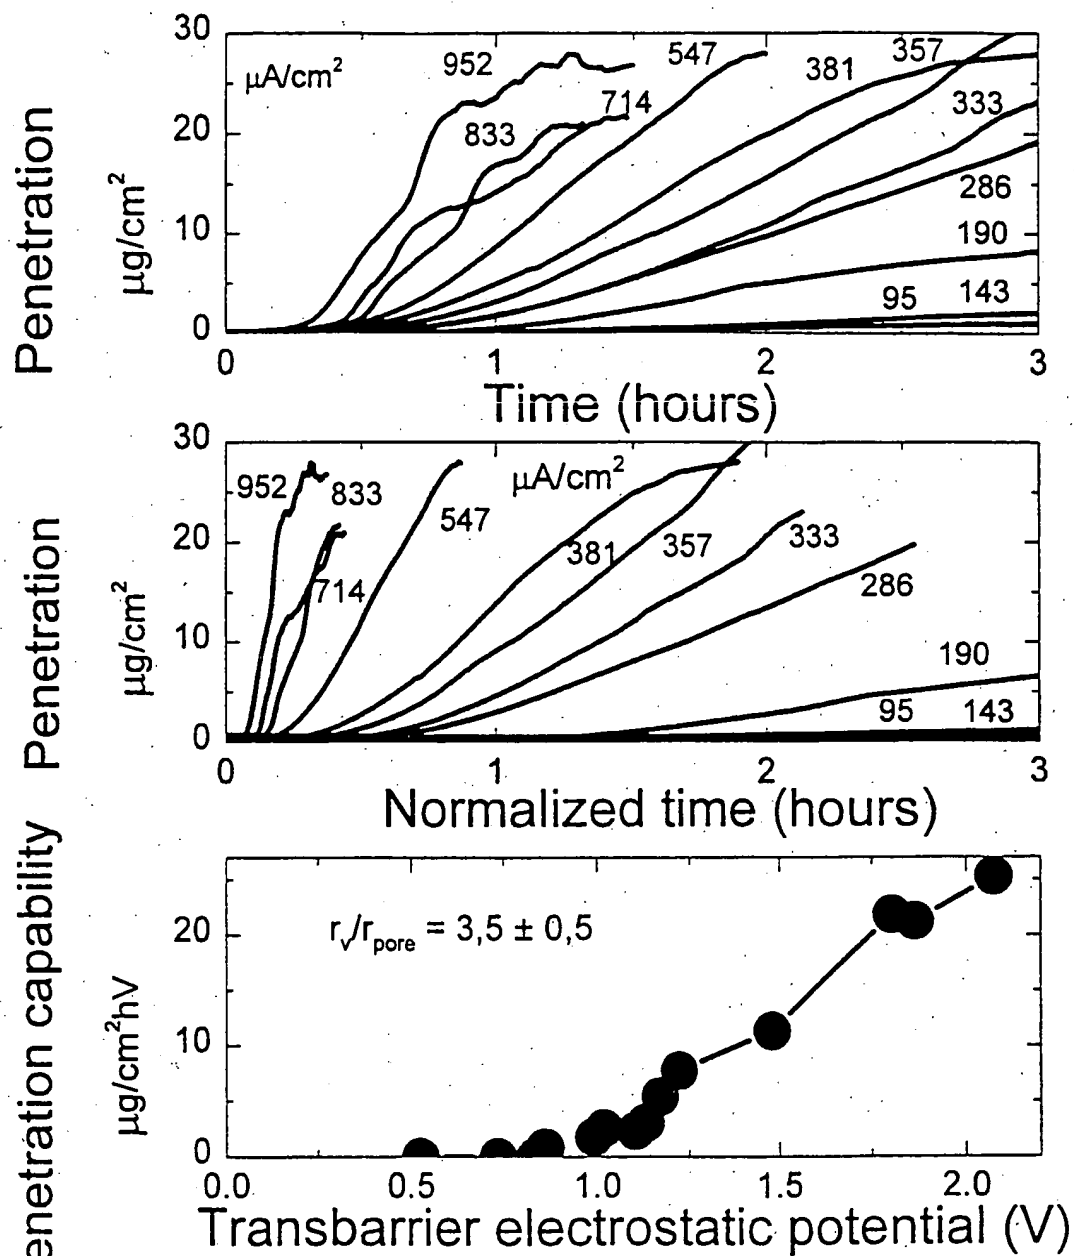 Penetration
µg/cm²
30
20
10
0
µA/cm²
952
833
714
547
381
357
333
286
190
95
143
0 1 2 3
Time (hours)
Penetration
µg/cm²
30
20
10
0
µA/cm²
952
833
714
547
381
357
333
286
190
95
143
0 1 2 3
Normalized time (hours)
enetration capability
µg/cm²hV
20
10
0
rᵥ/rpore = 3,5 ± 0,5
0.0 0.5 1.0 1.5 2.0
Transbarrier electrostatic potential (V)